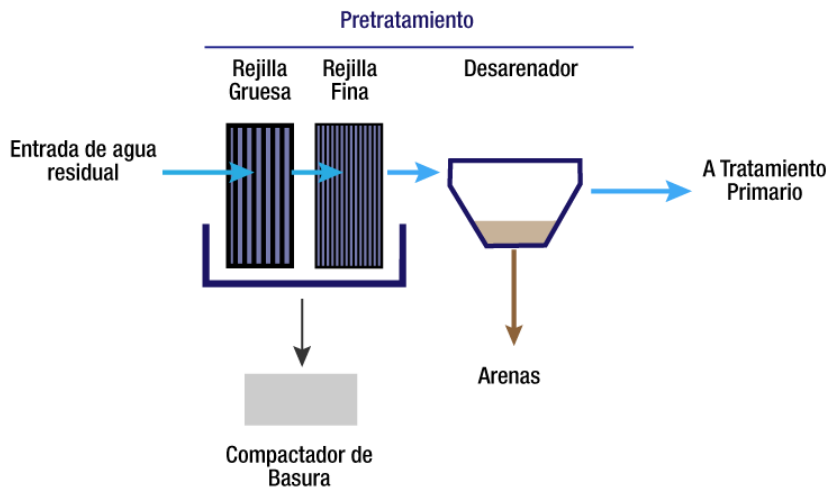 Pretratamiento
Rejilla
Gruesa
Rejilla
Fina
Desarenador
Entrada de agua
residual
A Tratamiento
Primario
Arenas
Compactador de
Basura